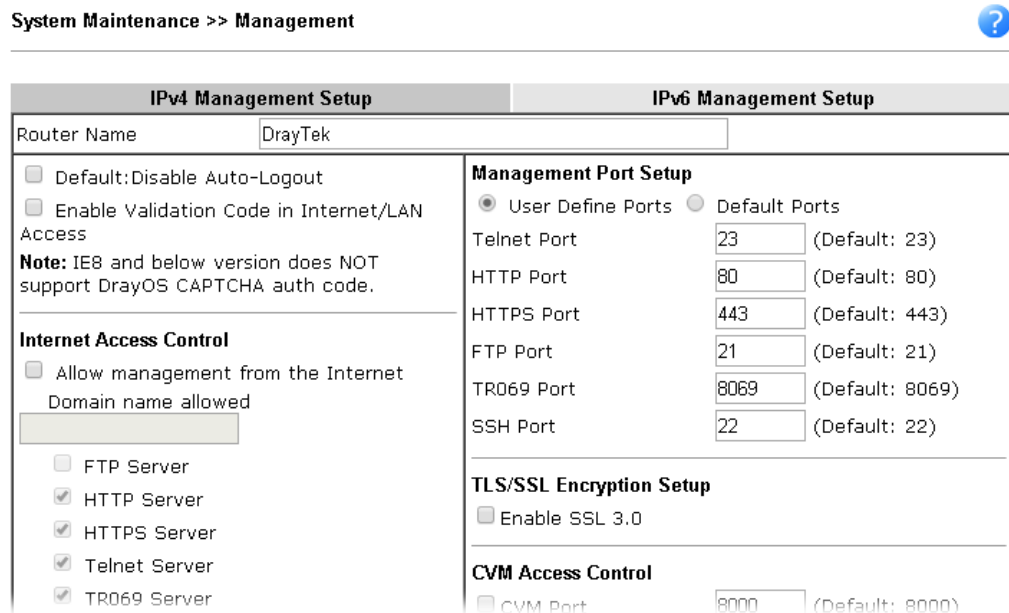 System Maintenance >> Management
?
IPv4 Management Setup
IPv6 Management Setup
Router Name
DrayTek
Default:Disable Auto-Logout
Enable Validation Code in Internet/LAN
Access
Note: IE8 and below version does NOT
support DrayOS CAPTCHA auth code.
Internet Access Control
Allow management from the Internet
Domain name allowed
FTP Server
HTTP Server
HTTPS Server
Telnet Server
TR069 Server
Management Port Setup
User Define Ports Default Ports
Telnet Port 23 (Default: 23)
HTTP Port 80 (Default: 80)
HTTPS Port 443 (Default: 443)
FTP Port 21 (Default: 21)
TR069 Port 8069 (Default: 8069)
SSH Port 22 (Default: 22)
TLS/SSL Encryption Setup
Enable SSL 3.0
CVM Access Control
CVM Port 8000 (Default: 8000)